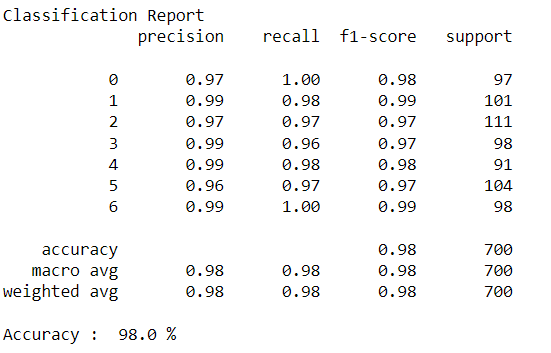 Classification Report
precision recall f1-score support
0 0.97 1.00 0.98 97
1 0.99 0.98 0.99 101
2 0.97 0.97 0.97 111
3 0.99 0.96 0.97 98
4 0.99 0.98 0.98 91
5 0.96 0.97 0.97 104
6 0.99 1.00 0.99 98
accuracy 0.98 700
macro avg 0.98 0.98 0.98 700
weighted avg 0.98 0.98 0.98 700
Accuracy : 98.0 %